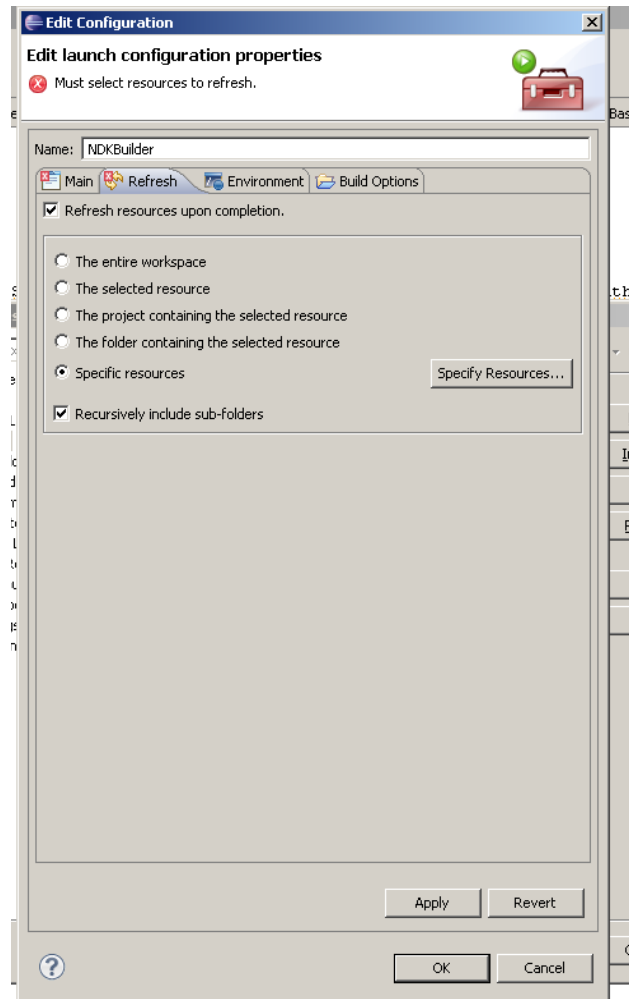 Edit Configuration
Edit launch configuration properties
Must select resources to refresh.
Bas
Name: NDKBuilder
Main Refresh Environment Build Options
Refresh resources upon completion.
The entire workspace
The selected resource
The project containing the selected resource
The folder containing the selected resource
Specific resources Specify Resources...
Recursively include sub-folders
Apply Revert
? OK Cancel